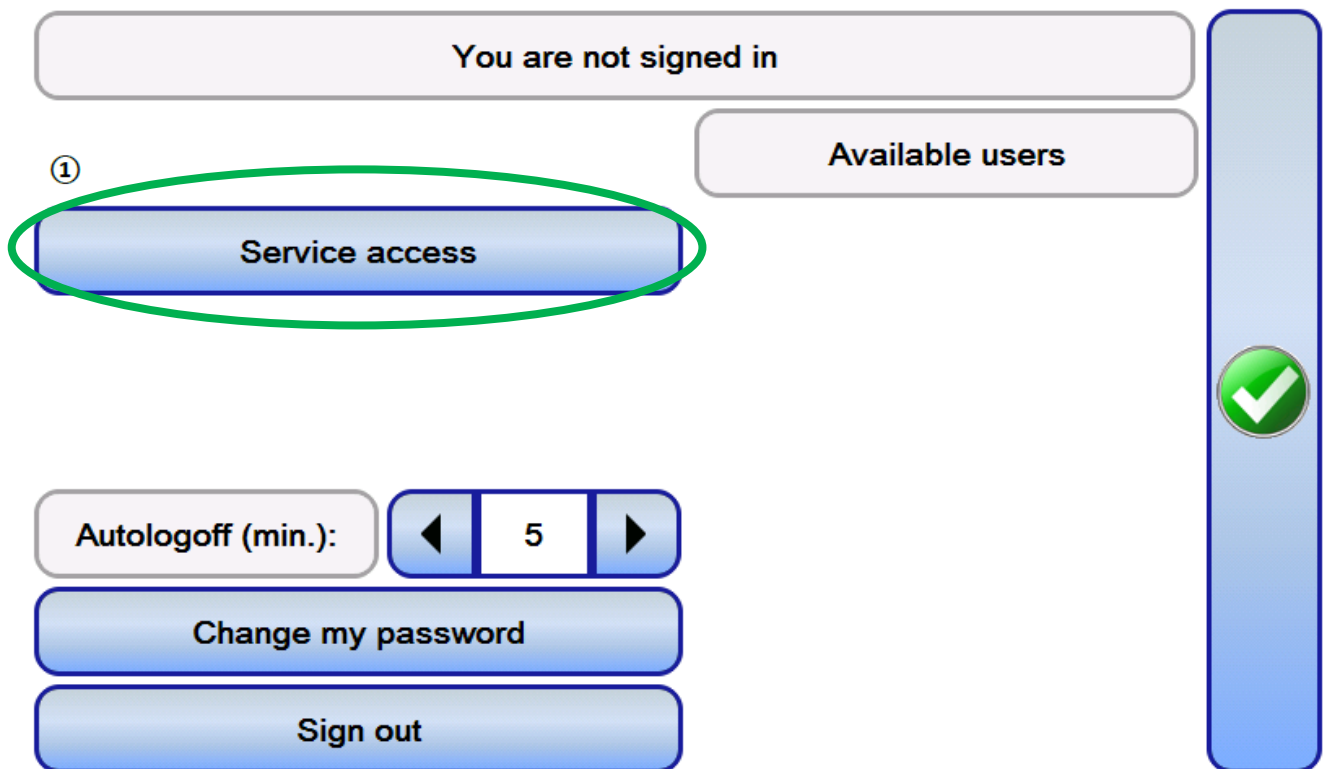 You are not signed in
Available users
①
Service access
Autologoff (min.):
5
Change my password
Sign out